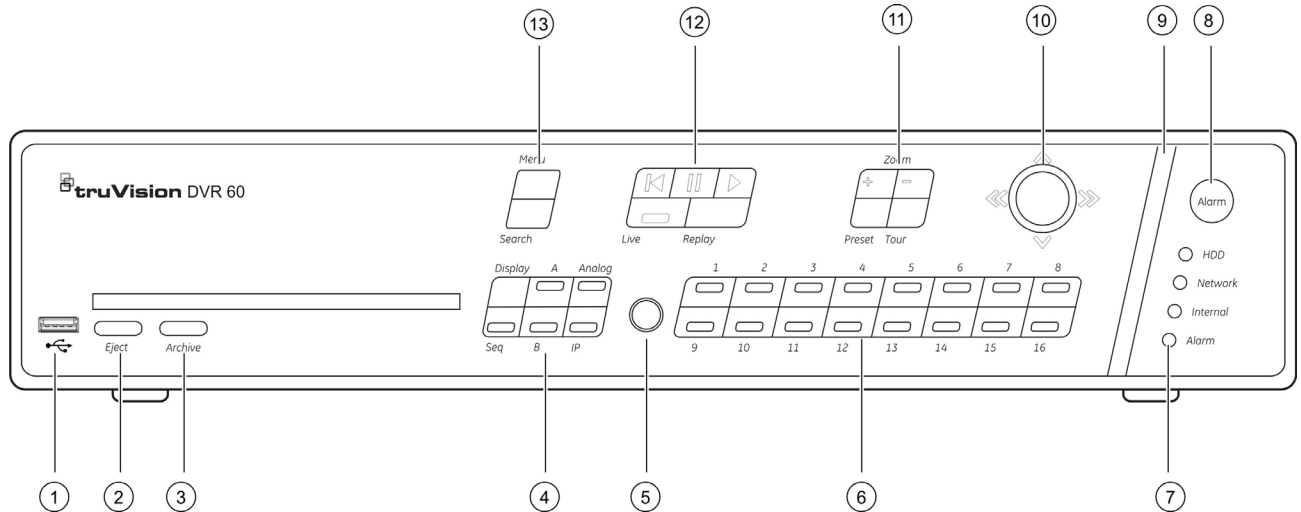 13 12 11 10 9 8
truVision DVR 60
Menu
Search
Live Replay
Zoom
+ -
Preset Tour
Alarm
HDD
Network
Internal
Alarm
Display A Analog
Seq B IP
1 2 3 4 5 6 7 8
9 10 11 12 13 14 15 16
Eject Archive
1 2 3 4 5 6 7